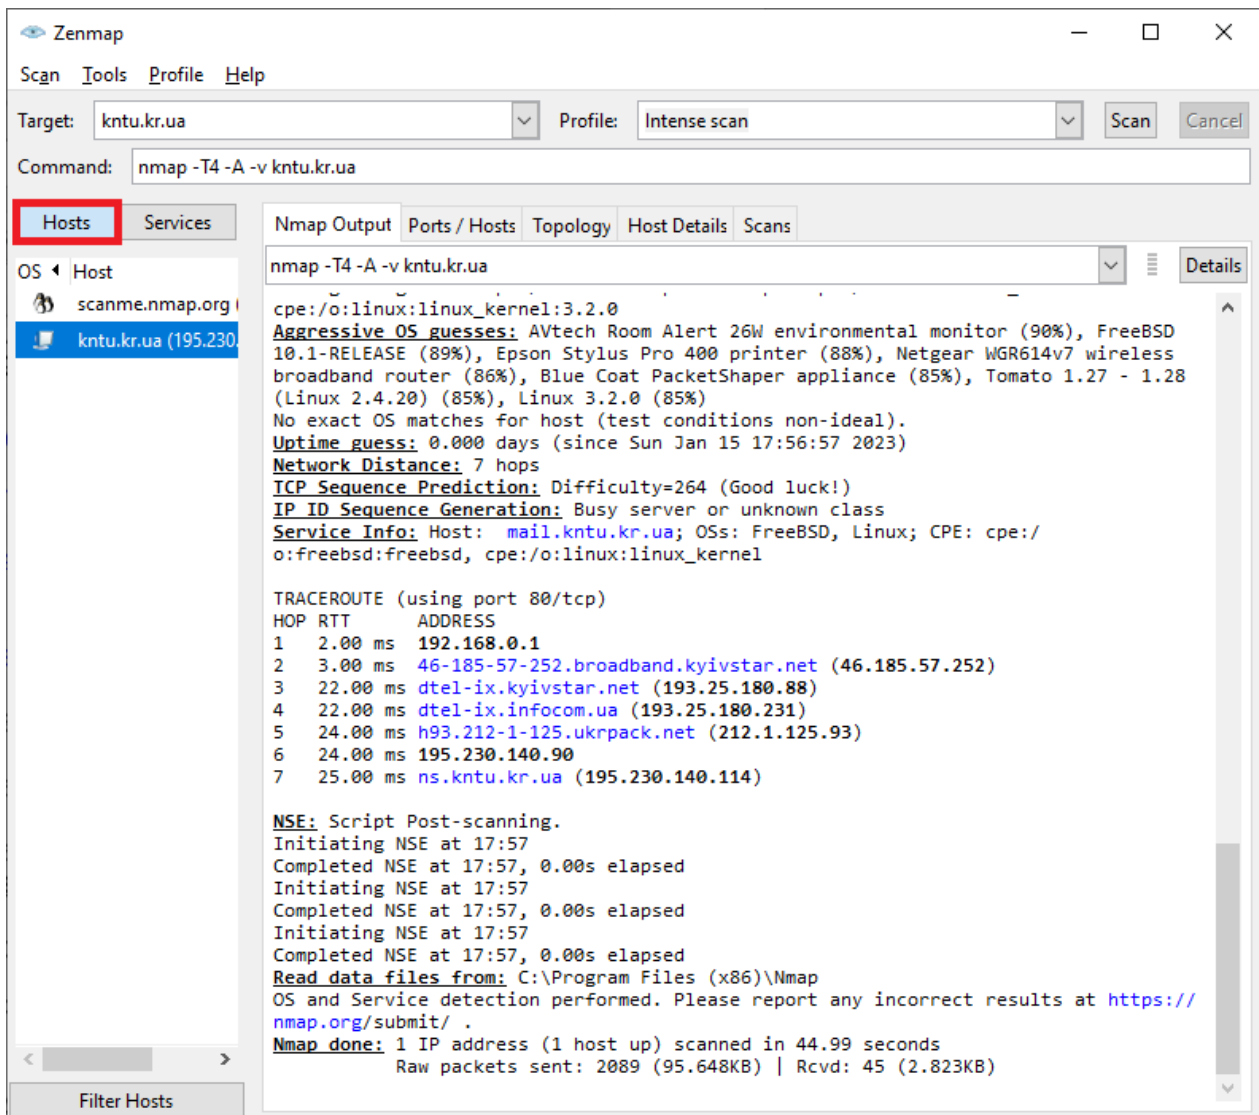 Zenmap
Scan Tools Profile Help
Target: kntu.kr.ua Profile: Intense scan Scan Cancel
Command: nmap -T4 -A -v kntu.kr.ua
Hosts Services
Nmap Output Ports / Hosts Topology Host Details Scans
OS Host
nmap -T4 -A -v kntu.kr.ua Details
scanme.nmap.org (
kntu.kr.ua (195.230.
cpe:/o:linux:linux_kernel:3.2.0
Aggressive OS guesses: AVtech Room Alert 26W environmental monitor (90%), FreeBSD
10.1-RELEASE (89%), Epson Stylus Pro 400 printer (88%), Netgear WGR614v7 wireless
broadband router (86%), Blue Coat PacketShaper appliance (85%), Tomato 1.27 - 1.28
(Linux 2.4.20) (85%), Linux 3.2.0 (85%)
No exact OS matches for host (test conditions non-ideal).
Uptime guess: 0.000 days (since Sun Jan 15 17:56:57 2023)
Network Distance: 7 hops
TCP Sequence Prediction: Difficulty=264 (Good luck!)
IP ID Sequence Generation: Busy server or unknown class
Service Info: Host:  mail.kntu.kr.ua; OSs: FreeBSD, Linux; CPE: cpe:/
o:freebsd:freebsd, cpe:/o:linux:linux_kernel
TRACEROUTE (using port 80/tcp)
HOP RTT ADDRESS
1 2.00 ms 192.168.0.1
2 3.00 ms 46-185-57-252.broadband.kyivstar.net (46.185.57.252)
3 22.00 ms dtel-ix.kyivstar.net (193.25.180.88)
4 22.00 ms dtel-ix.infocom.ua (193.25.180.231)
5 24.00 ms h93.212-1-125.ukrpack.net (212.1.125.93)
6 24.00 ms 195.230.140.90
7 25.00 ms ns.kntu.kr.ua (195.230.140.114)
NSE: Script Post-scanning.
Initiating NSE at 17:57
Completed NSE at 17:57, 0.00s elapsed
Initiating NSE at 17:57
Completed NSE at 17:57, 0.00s elapsed
Initiating NSE at 17:57
Completed NSE at 17:57, 0.00s elapsed
Read data files from: C:\Program Files (x86)\Nmap
OS and Service detection performed. Please report any incorrect results at https://
nmap.org/submit/ .
Nmap done: 1 IP address (1 host up) scanned in 44.99 seconds
Raw packets sent: 2089 (95.648KB) | Rcvd: 45 (2.823KB)
Filter Hosts